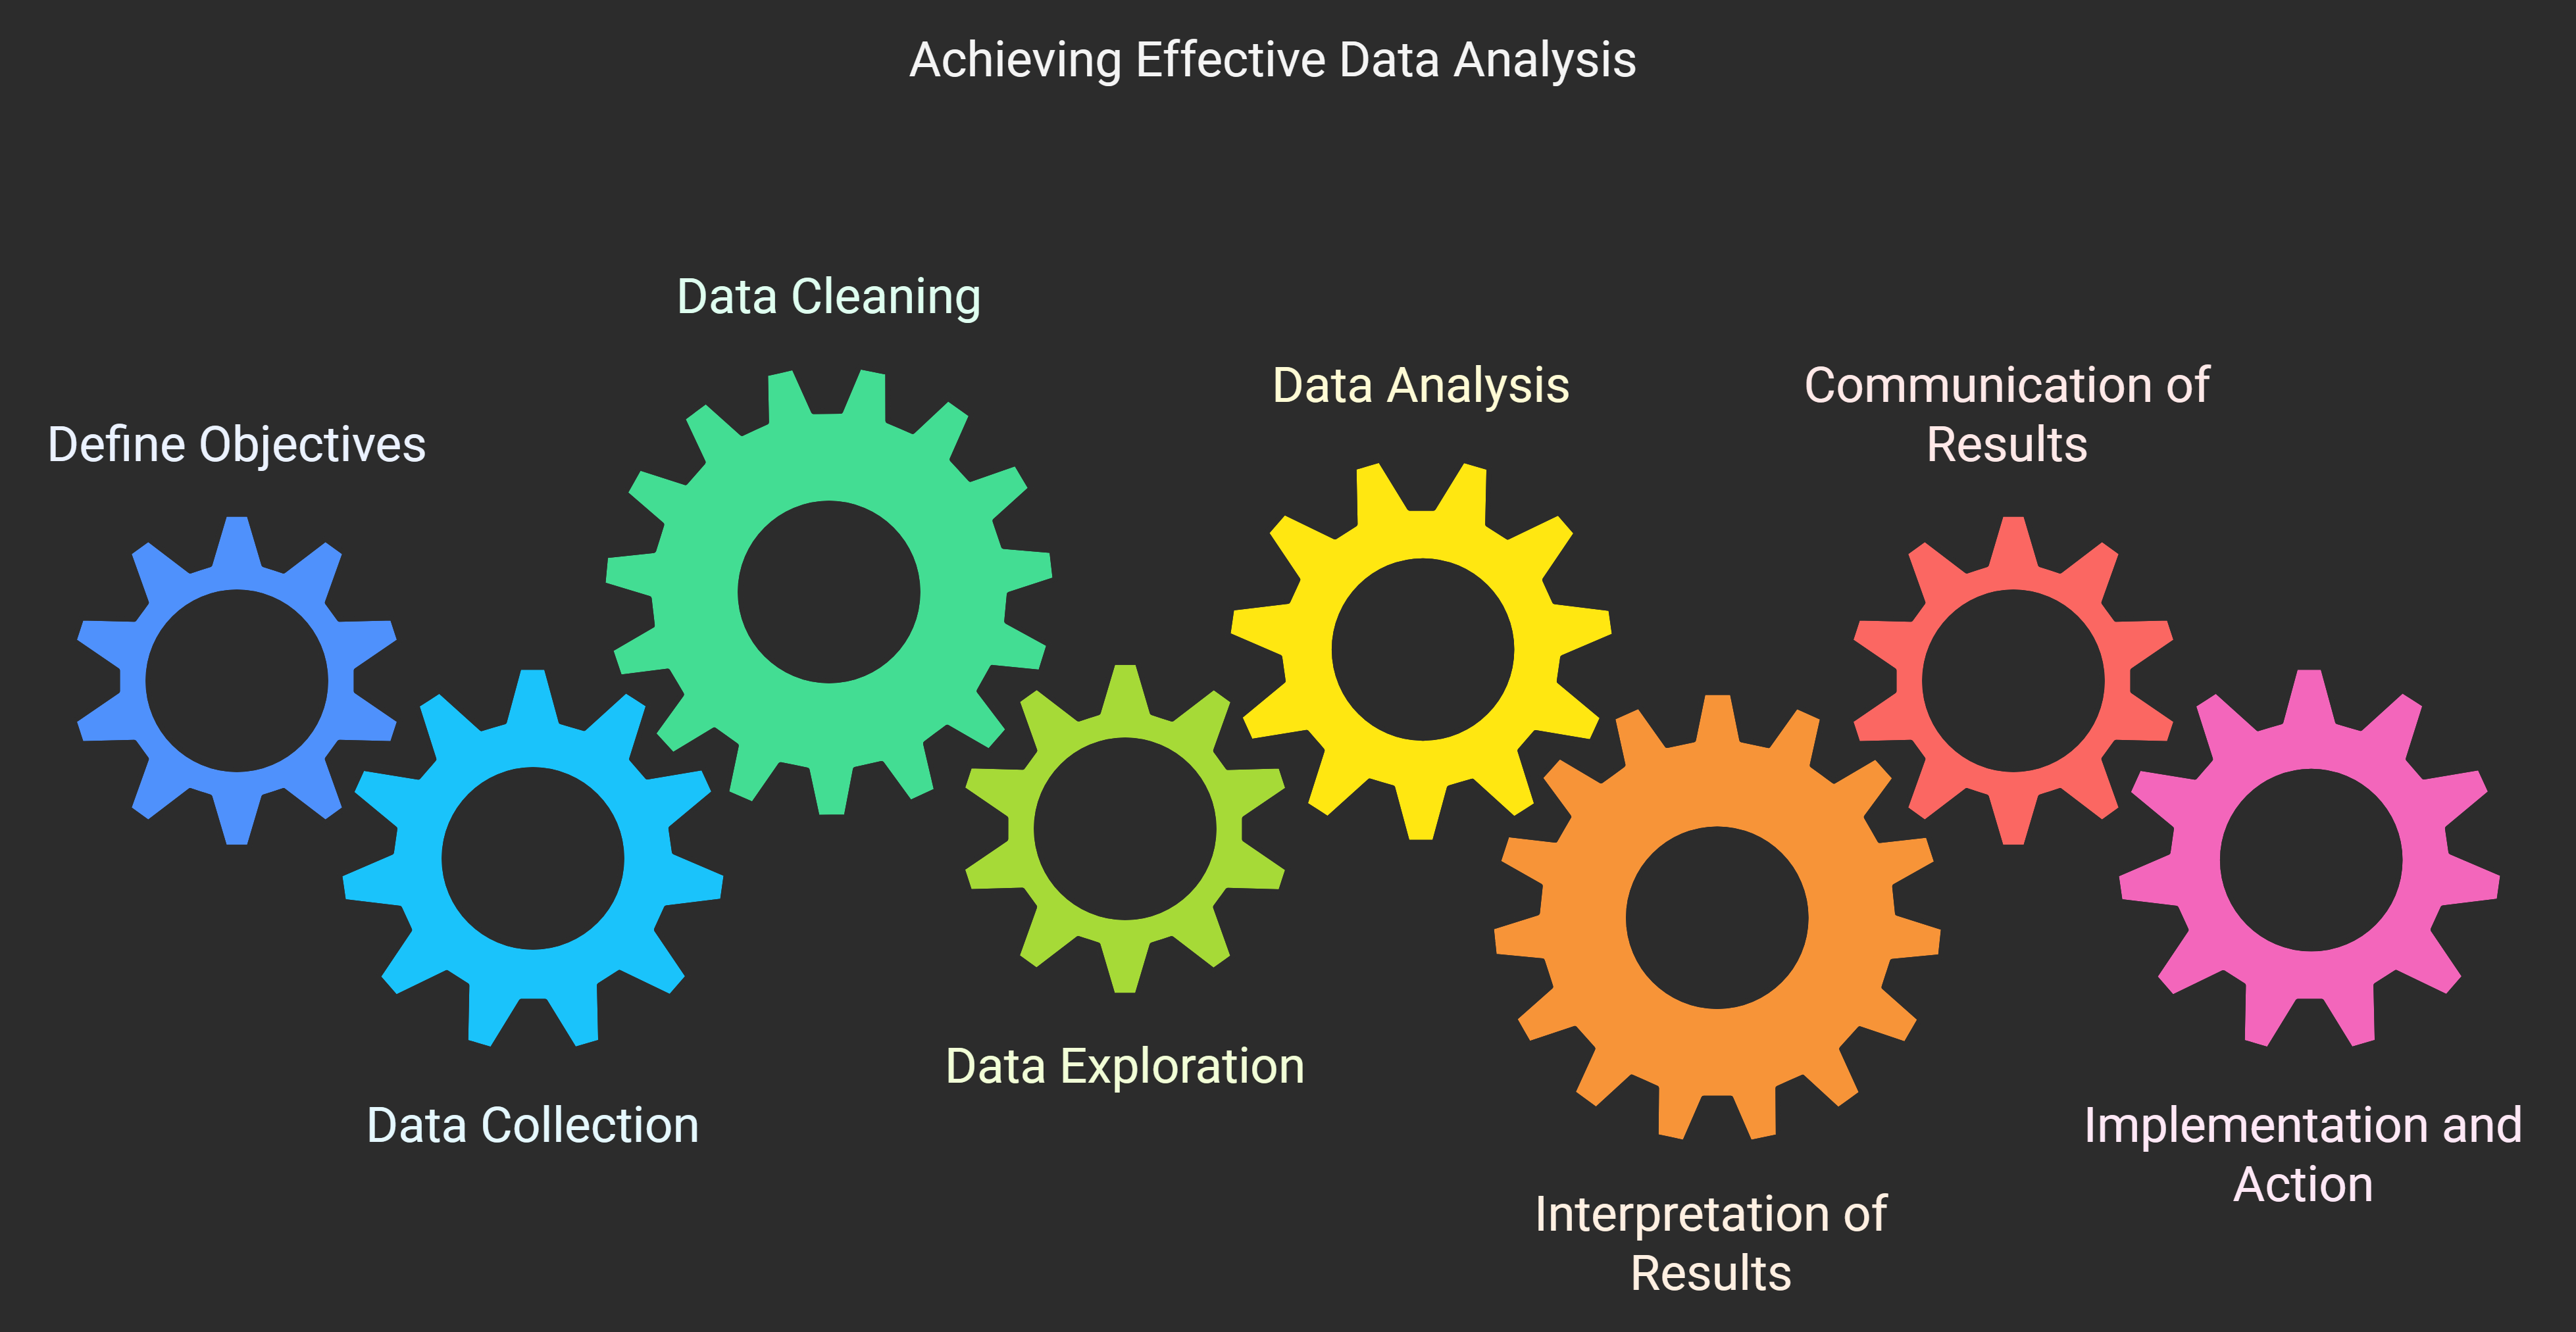 Achieving Effective Data Analysis
Data Cleaning
Data Analysis
Communication of
Results
Define Objectives
Data Exploration
Data Collection
Implementation and
Action
Interpretation of
Results